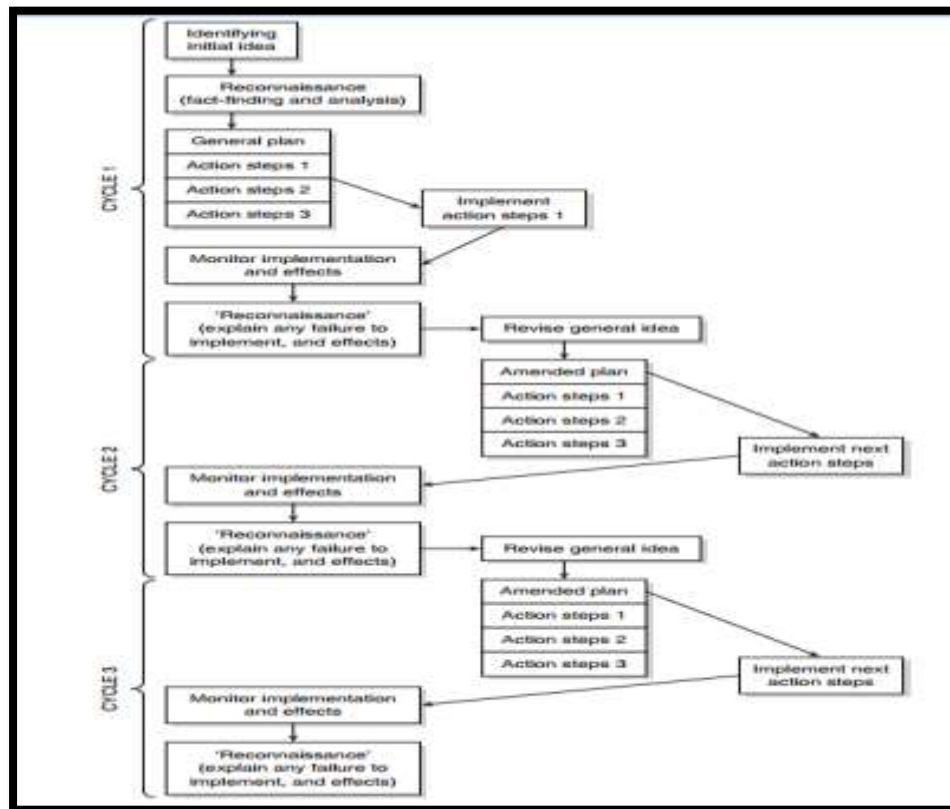 Identifying
initial idea
Reconnaissance
(fact-finding and analysis)
General plan
Action steps 1
Action steps 2
Action steps 3
CYCLE 1
Implement
action steps 1
Monitor implementation
and effects
'Reconnaissance'
(explain any failure to
implement, and effects)
Revise general idea
Amended plan
Action steps 1
Action steps 2
Action steps 3
CYCLE 2
Implement next
action steps
Monitor implementation
and effects
'Reconnaissance'
(explain any failure to
implement, and effects)
Revise general idea
Amended plan
Action steps 1
Action steps 2
Action steps 3
CYCLE 3
Implement next
action steps
Monitor implementation
and effects
'Reconnaissance'
(explain any failure to
implement, and effects)